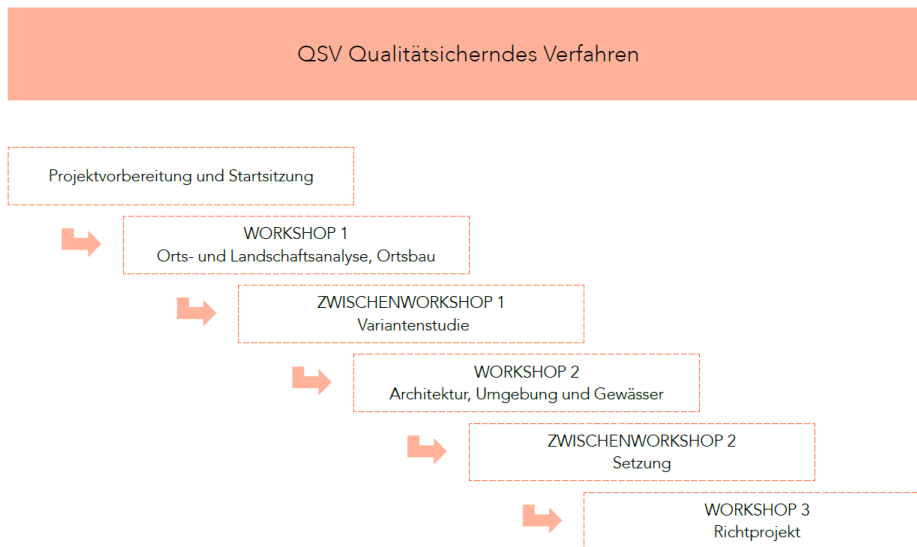 QSV Qualitätsicherndes Verfahren
Projektvorbereitung und Startsitzung
WORKSHOP 1
Orts- und Landschaftsanalyse, Ortsbau
ZWISCHENWORKSHOP 1
Variantenstudie
WORKSHOP 2
Architektur, Umgebung und Gewässer
ZWISCHENWORKSHOP 2
Setzung
WORKSHOP 3
Richtprojekt